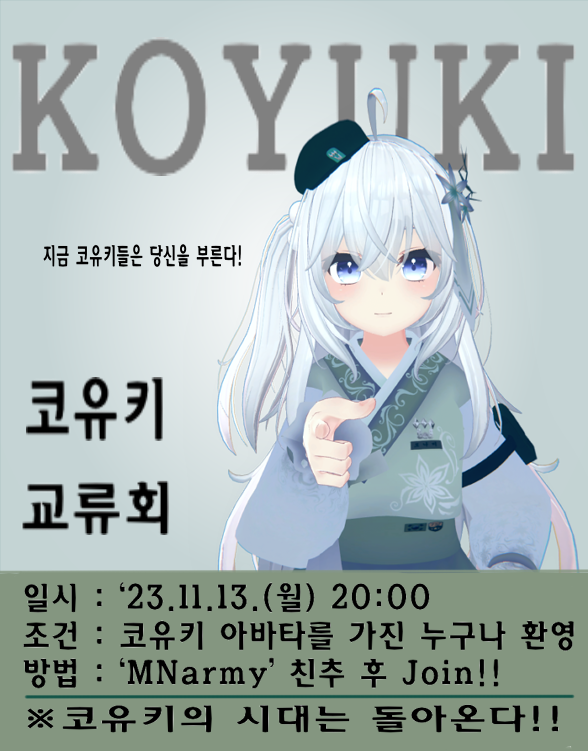 KOYUKI
지금 코유키들은 당신을 부른다!
코유키
교류회
일시 : ‘23.11.13.(월) 20:00
조건 : 코유키 아바타를 가진 누구나 환영
방법 : ‘MNarmy’ 친추 후 Join!!
※코유키의 시대는 돌아온다!!